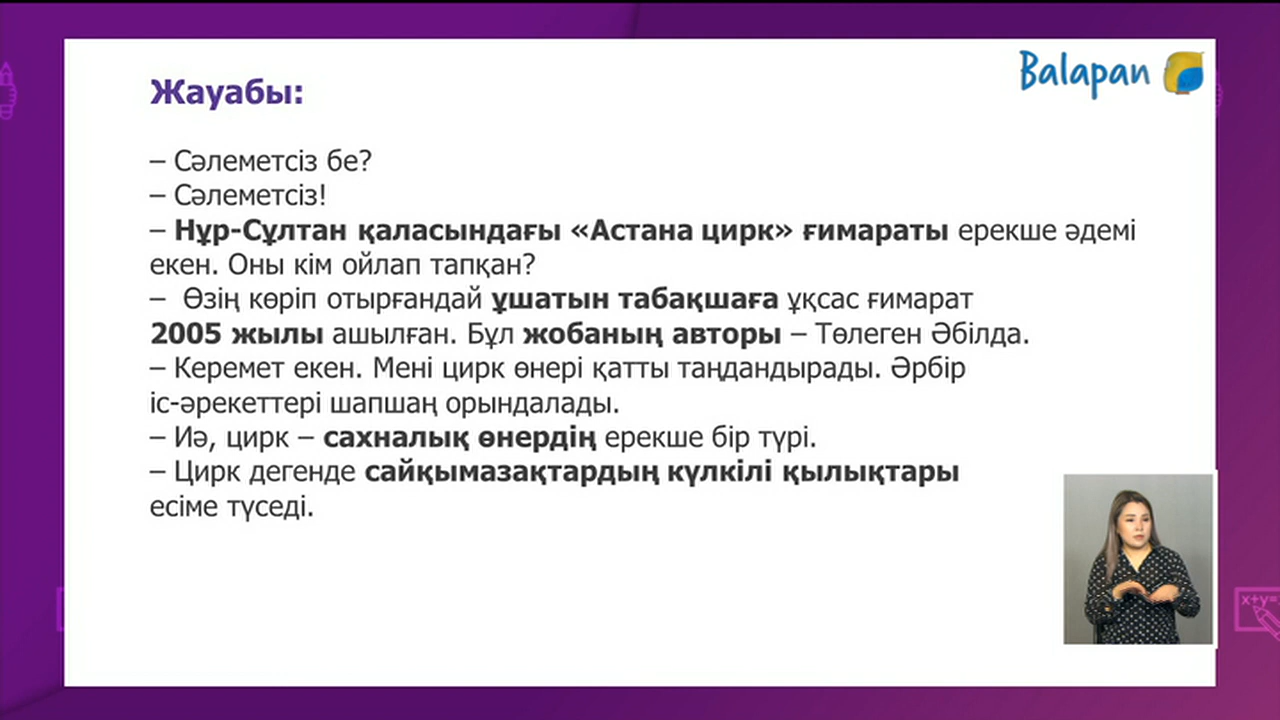 Balapan
Жауабы:
– Сәлеметсіз бе?
– Сәлеметсіз!
– Нұр-Сұлтан қаласындағы «Астана цирк» ғимараты ерекше әдемі
екен. Оны кім ойлап тапқан?
– Өзің көріп отырғандай ұшатын табақшаға ұқсас ғимарат
2005 жылы ашылған. Бұл жобаның авторы – Төлеген Әбілда.
– Керемет екен. Мені цирк өнері қатты таңдандырады. Әрбір
іс-әрекеттері шапшаң орындалады.
– Иә, цирк – сахналық өнердің ерекше бір түрі.
– Цирк дегенде сайқымазақтардың күлкілі қылықтары
есіме түседі.
x+y=